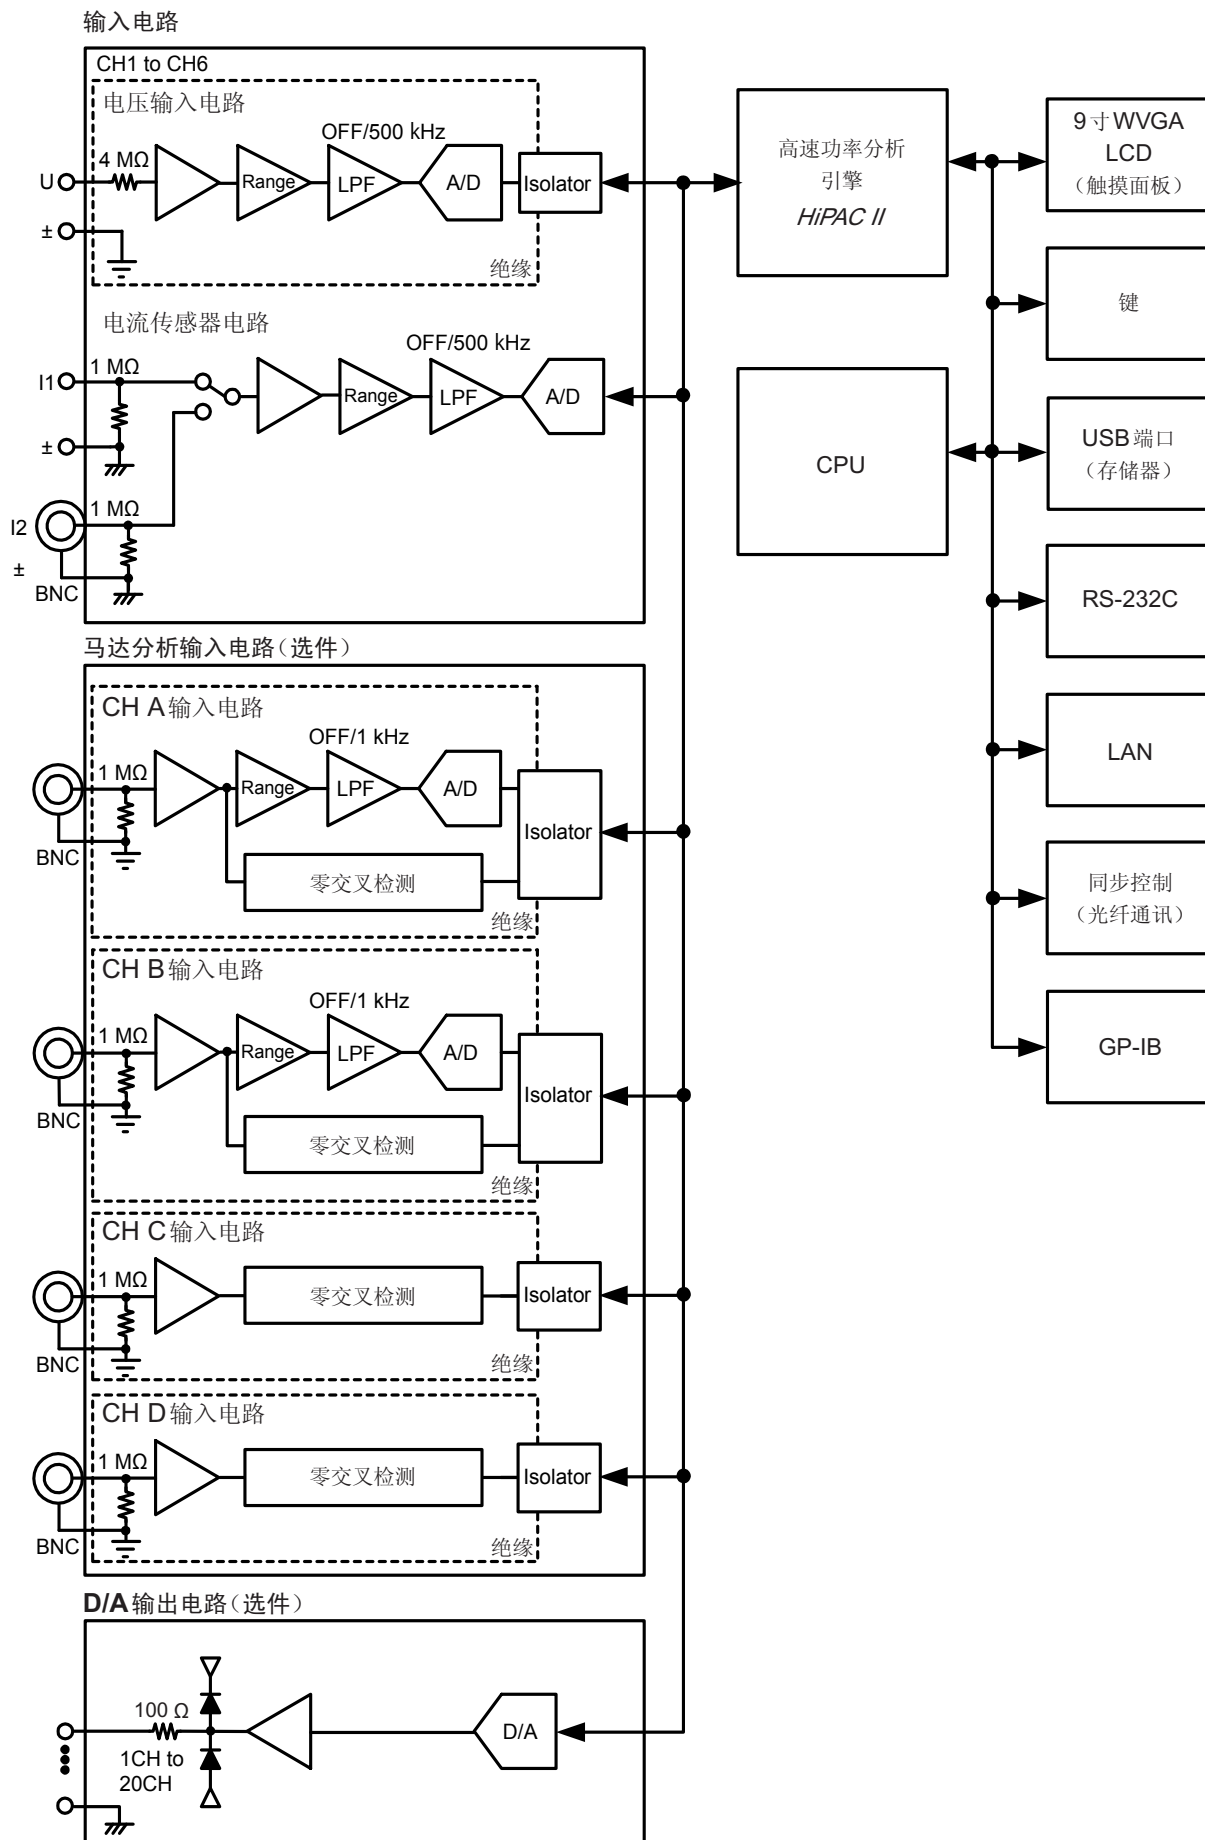 输入电路
CH1 to CH6
电压输入电路
OFF/500 kHz
U
4 MΩ
Range
LPF
A/D
Isolator
±
绝缘
电流传感器电路
OFF/500 kHz
I1
1 MΩ
Range
LPF
A/D
±
1 MΩ
I2
±
BNC
马达分析输入电路(选件)
CH A输入电路
OFF/1 kHz
1 MΩ
Range
LPF
A/D
Isolator
BNC
零交叉检测
绝缘
CH B输入电路
OFF/1 kHz
1 MΩ
Range
LPF
A/D
Isolator
BNC
零交叉检测
绝缘
CH C输入电路
1 MΩ
零交叉检测
Isolator
BNC
绝缘
CH D输入电路
1 MΩ
零交叉检测
Isolator
BNC
绝缘
D/A输出电路(选件)
100 Ω
D/A
1CH to
20CH
高速功率分析
引擎
HiPAC II
CPU
9寸WVGA
LCD
(触摸面板)
键
USB端口
(存储器)
RS-232C
LAN
同步控制
(光纤通讯)
GP-IB